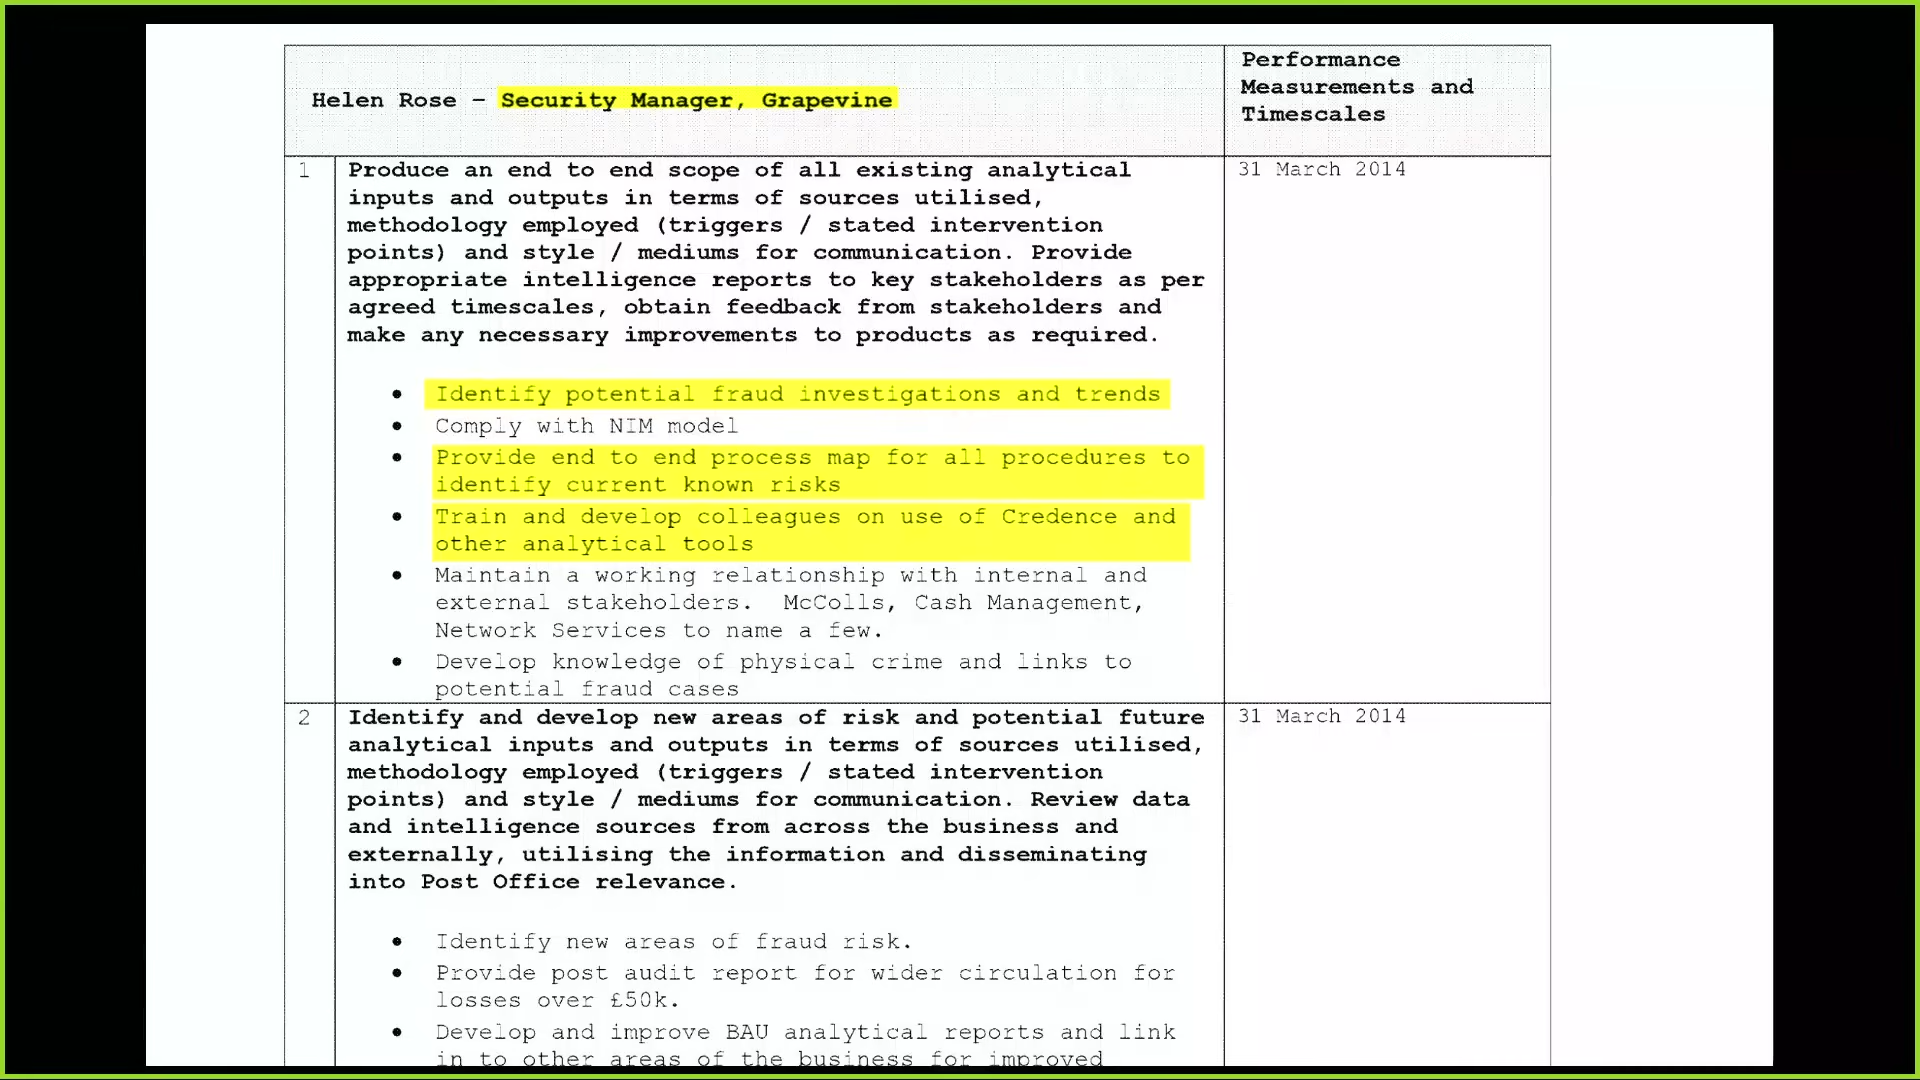 Helen Rose – Security Manager, Grapevine
Performance
Measurements and
Timescales
1
Produce an end to end scope of all existing analytical
inputs and outputs in terms of sources utilised,
methodology employed (triggers / stated intervention
points) and style / mediums for communication. Provide
appropriate intelligence reports to key stakeholders as per
agreed timescales, obtain feedback from stakeholders and
make any necessary improvements to products as required.
• Identify potential fraud investigations and trends
• Comply with NIM model
• Provide end to end process map for all procedures to
identify current known risks
• Train and develop colleagues on use of Credence and
other analytical tools
• Maintain a working relationship with internal and
external stakeholders. McColls, Cash Management,
Network Services to name a few.
• Develop knowledge of physical crime and links to
potential fraud cases
31 March 2014
2
Identify and develop new areas of risk and potential future
analytical inputs and outputs in terms of sources utilised,
methodology employed (triggers / stated intervention
points) and style / mediums for communication. Review data
and intelligence sources from across the business and
externally, utilising the information and disseminating
into Post Office relevance.
• Identify new areas of fraud risk.
• Provide post audit report for wider circulation for
losses over £50k.
• Develop and improve BAU analytical reports and link
in to other areas of the business for improved
31 March 2014